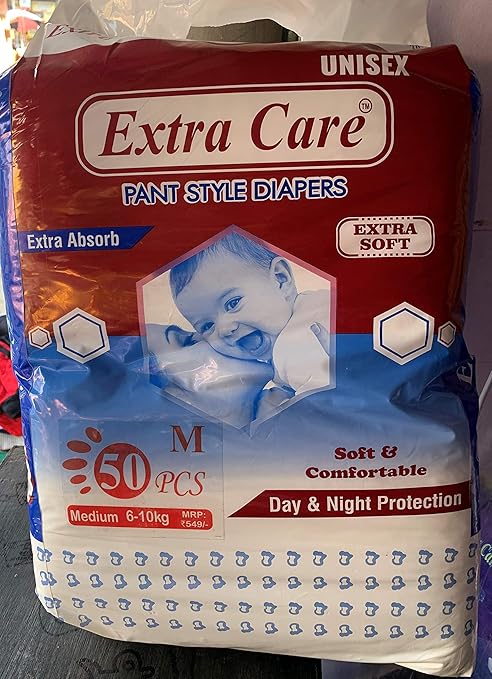 UNISEX
Extra Care TM
PANT STYLE DIAPERS
Extra Absorb
EXTRA
SOFT
M
50 PCS
Medium 6-10kg MRP: ₹549/-
Soft &
Comfortable
Day & Night Protection